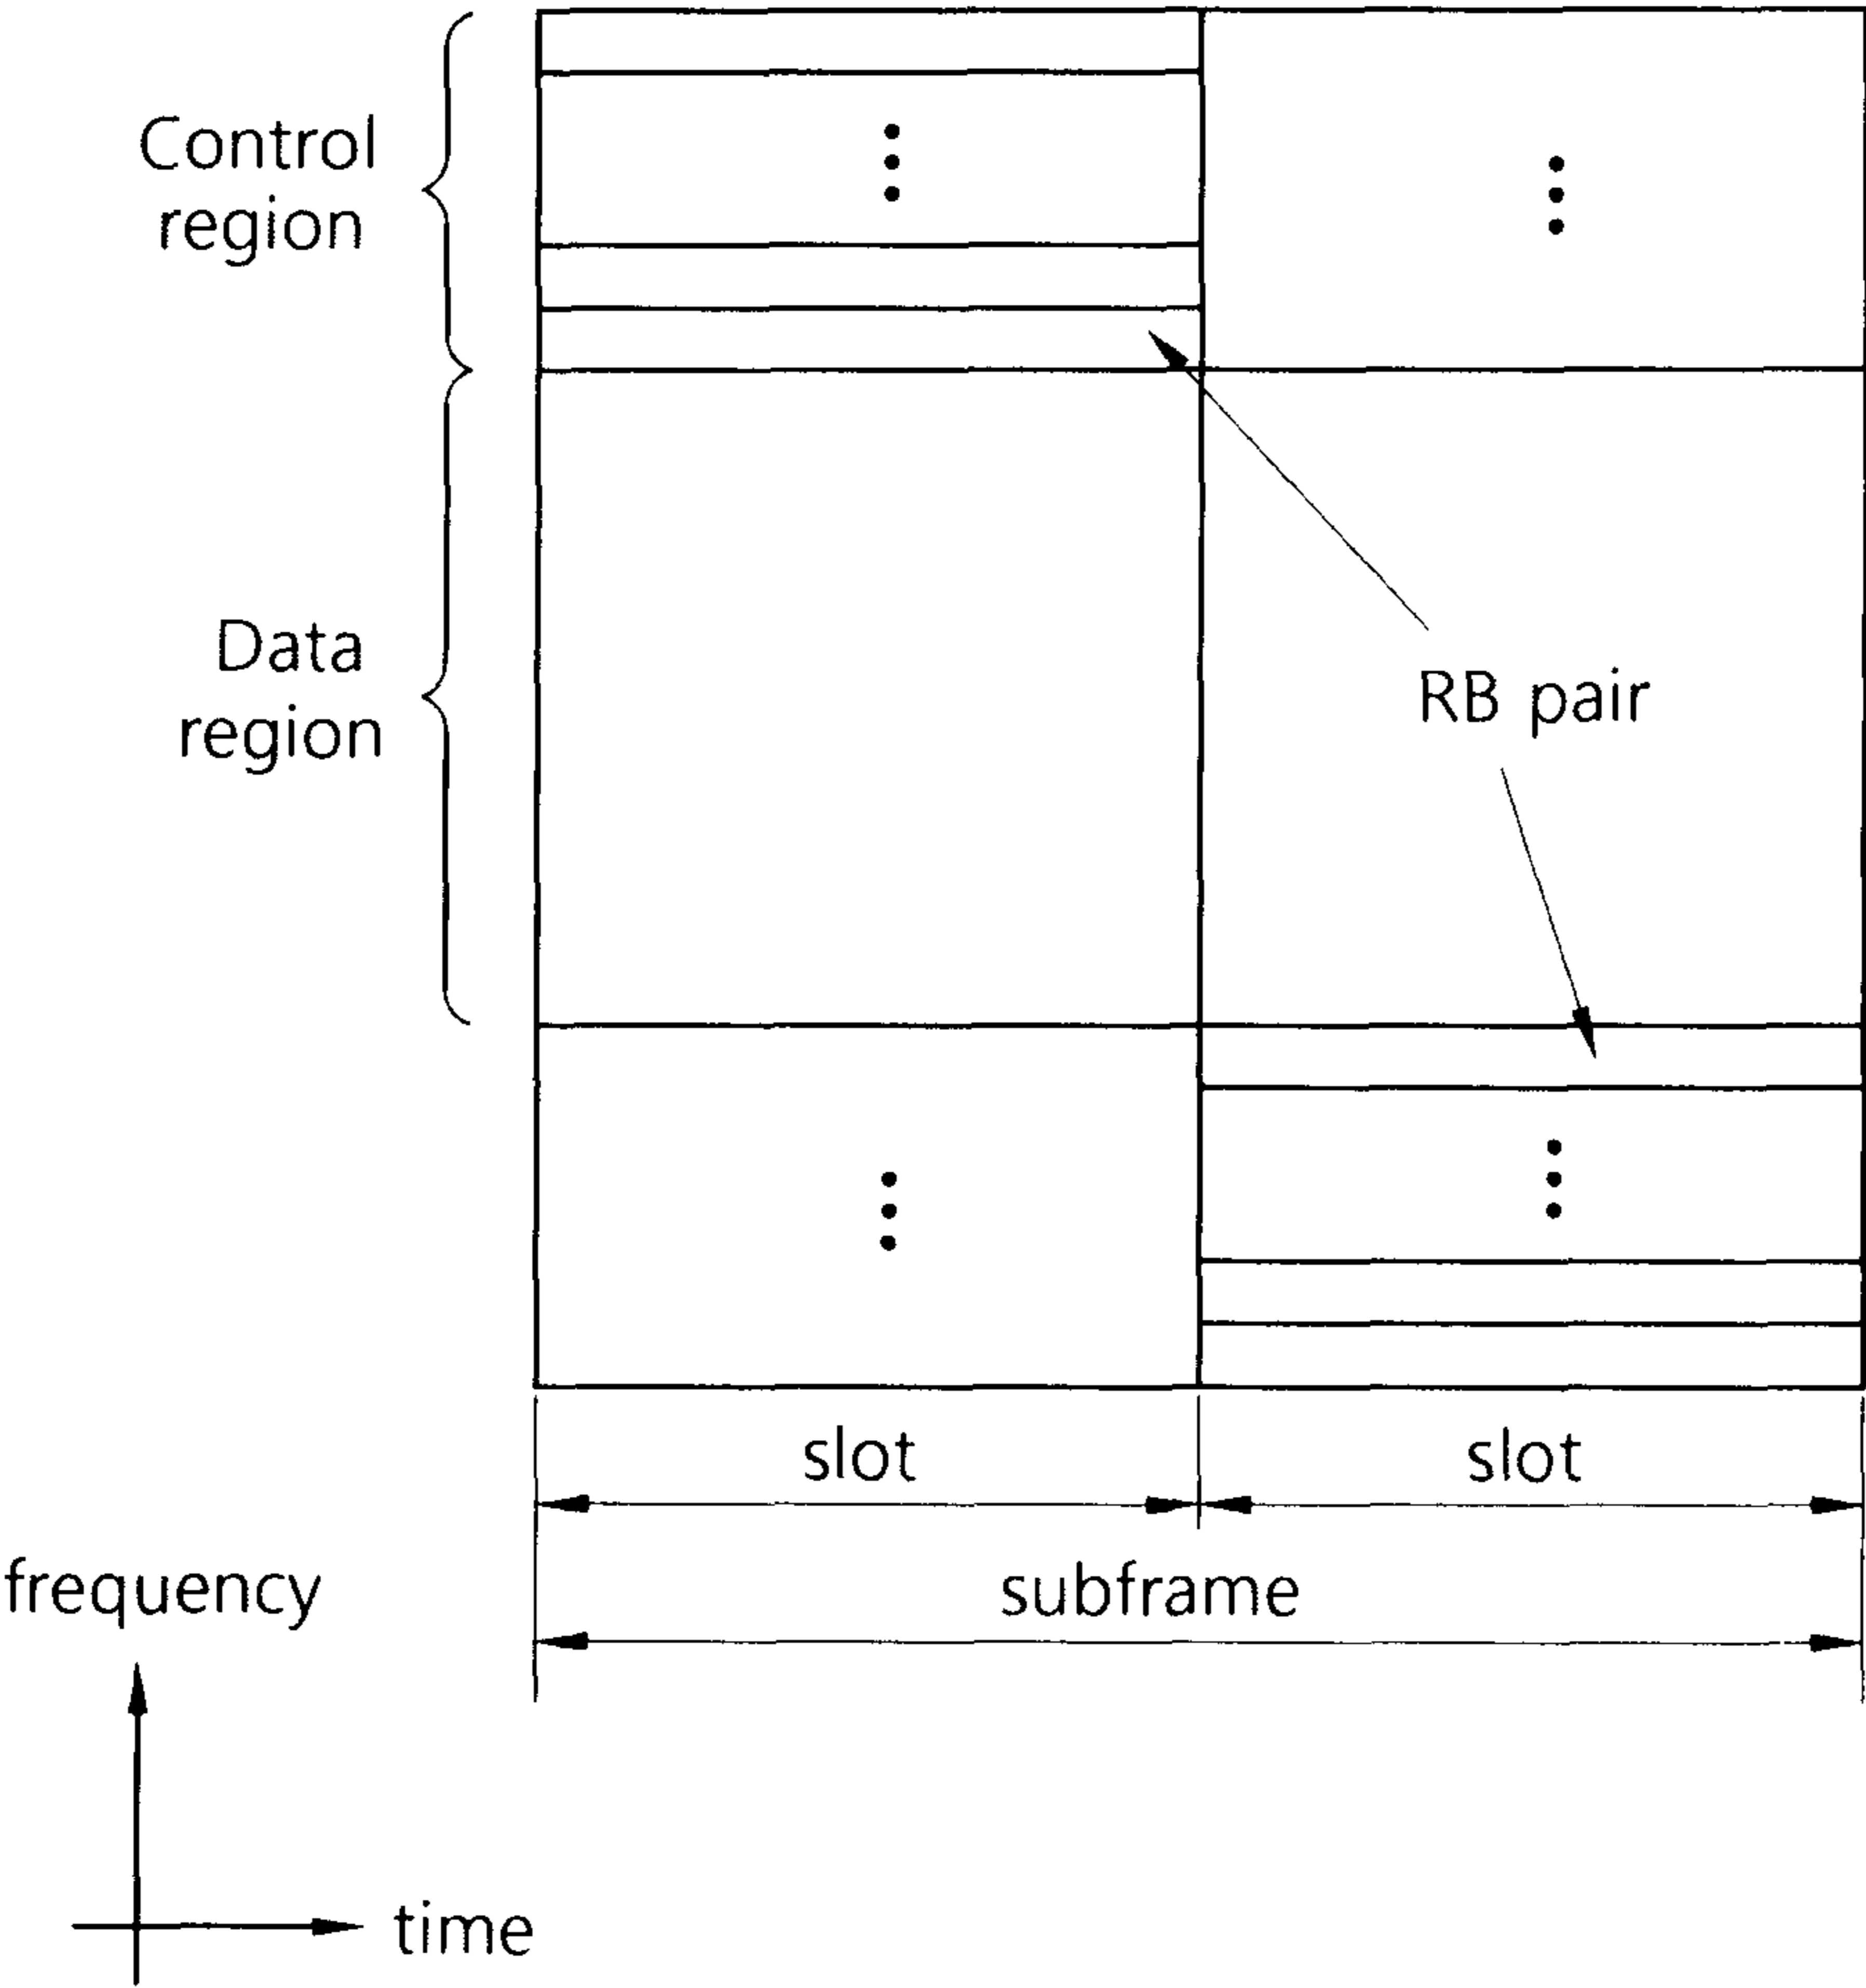 Control
region
Data
region
RB pair
slot
slot
subframe
frequency
time